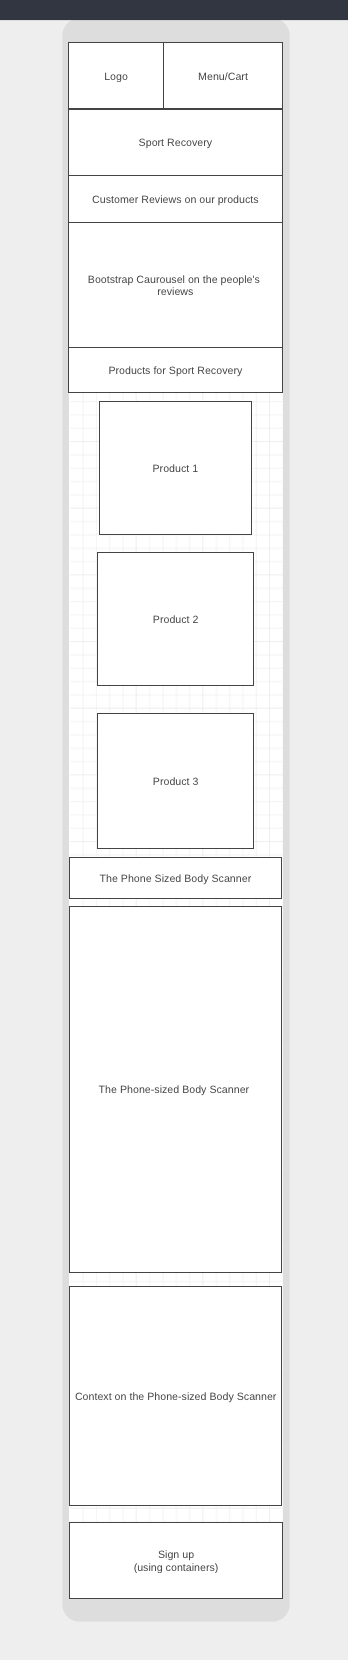 Logo
Menu/Cart
Sport Recovery
Customer Reviews on our products
Bootstrap Caurousel on the people's
reviews
Products for Sport Recovery
Product 1
Product 2
Product 3
The Phone Sized Body Scanner
The Phone-sized Body Scanner
Context on the Phone-sized Body Scanner
Sign up
(using containers)